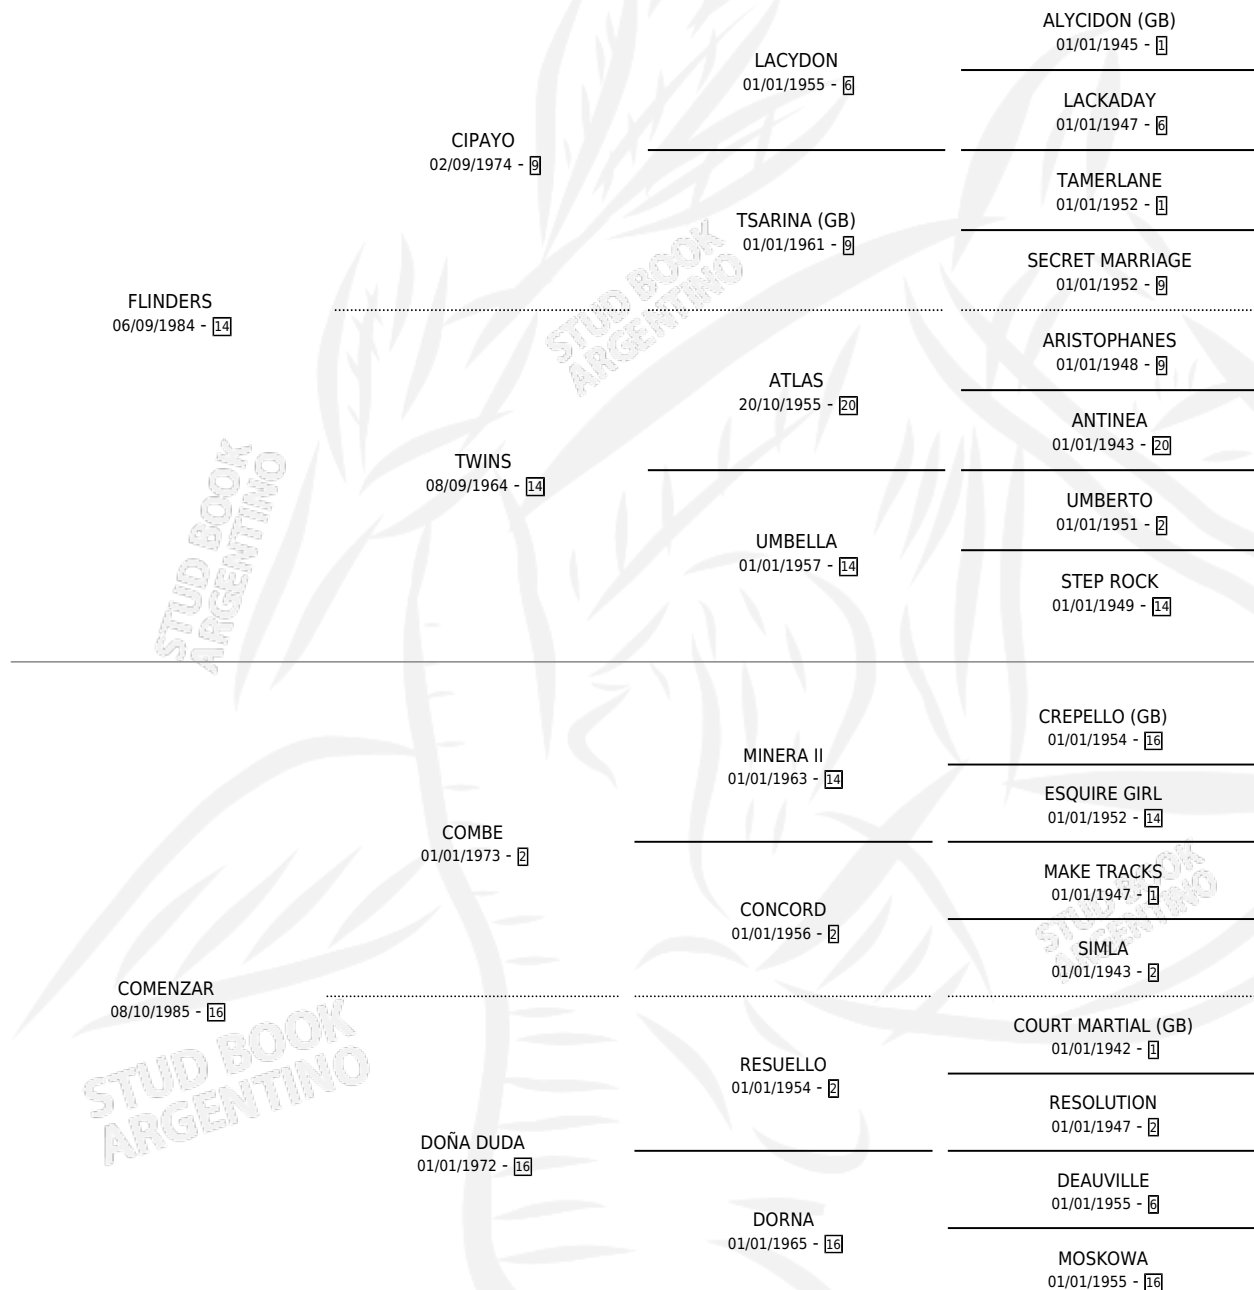 FLINDERS
06/09/1984 - 14
CIPAYO
02/09/1974 - 9
LACYDON
01/01/1955 - 6
ALYCIDON (GB)
01/01/1945 - 1
LACKADAY
01/01/1947 - 6
TSARINA (GB)
01/01/1961 - 9
TAMERLANE
01/01/1952 - 1
SECRET MARRIAGE
01/01/1952 - 9
TWINS
08/09/1964 - 14
ATLAS
20/10/1955 - 20
ARISTOPHANES
01/01/1948 - 9
ANTINEA
01/01/1943 - 20
UMBELLA
01/01/1957 - 14
UMBERTO
01/01/1951 - 2
STEP ROCK
01/01/1949 - 14
STUD BOOK
ARGENTINO
STUD BOOK
ARGENTINO
COMENZAR
08/10/1985 - 16
COMBE
01/01/1973 - 2
MINERA II
01/01/1963 - 14
CREPELLO (GB)
01/01/1954 - 16
ESQUIRE GIRL
01/01/1952 - 14
CONCORD
01/01/1956 - 2
MAKE TRACKS
01/01/1947 - 1
SIMLA
01/01/1943 - 2
DOÑA DUDA
01/01/1972 - 16
RESUELLO
01/01/1954 - 2
COURT MARTIAL (GB)
01/01/1942 - 1
RESOLUTION
01/01/1947 - 2
DORNA
01/01/1965 - 16
DEAUVILLE
01/01/1955 - 6
MOSKOWA
01/01/1955 - 16
STUD BOOK
ARGENTINO
STUD BOOK
ARGENTINO